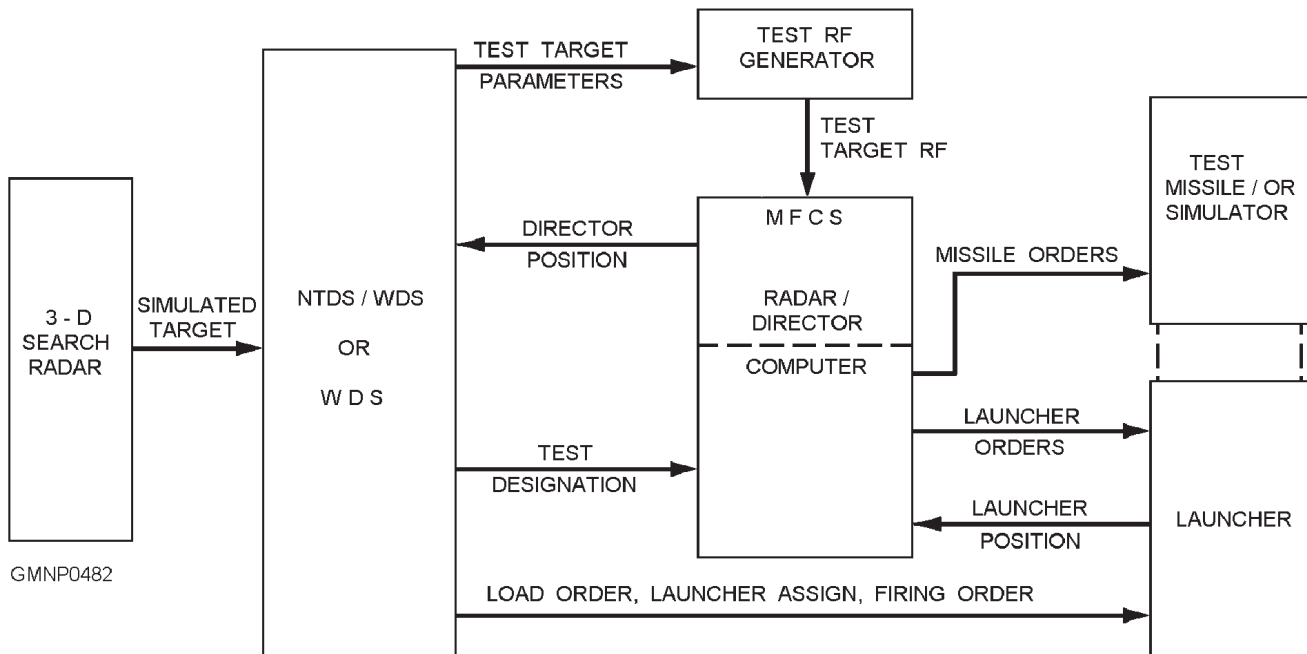 TEST TARGET
PARAMETERS
TEST RF
GENERATOR
TEST
TARGET RF
TEST
MISSILE / OR
SIMULATOR
M F C S
DIRECTOR
POSITION
MISSILE ORDERS
RADAR /
DIRECTOR
COMPUTER
3 - D
SEARCH
RADAR
SIMULATED
TARGET
NTDS / WDS
OR
W D S
LAUNCHER
ORDERS
TEST
DESIGNATION
LAUNCHER
POSITION
LAUNCHER
GMNP0482
LOAD ORDER, LAUNCHER ASSIGN, FIRING ORDER